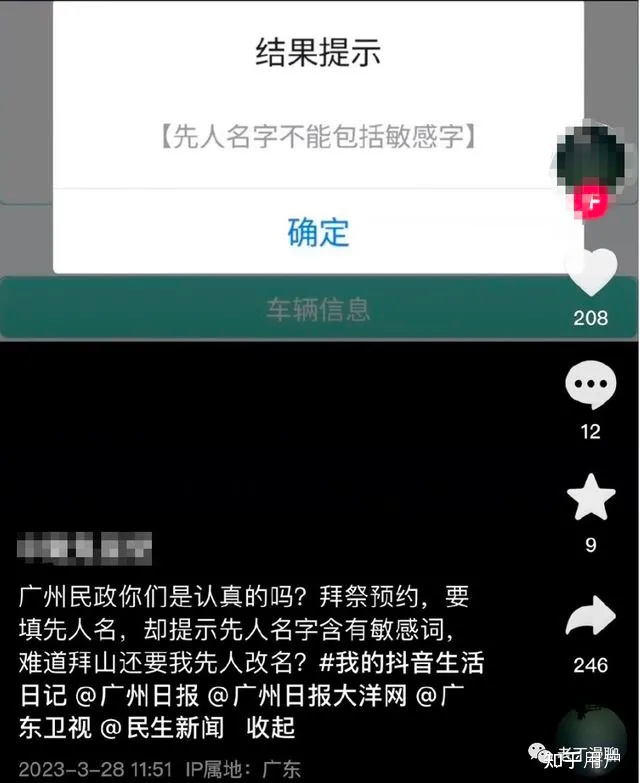 结果提示
【先人名字不能包括敏感字】
确定
车辆信息
208
12
9
246
广州民政你们是认真的吗？拜祭预约，要
填先人名，却提示先人名字含有敏感词，
难道拜山还要我先人改名？#我的抖音生活
日记 @广州日报 @广州日报大洋网 @广
东卫视 @民生新闻 收起
2023-3-28 11:51 IP属地：广东
知乎用户